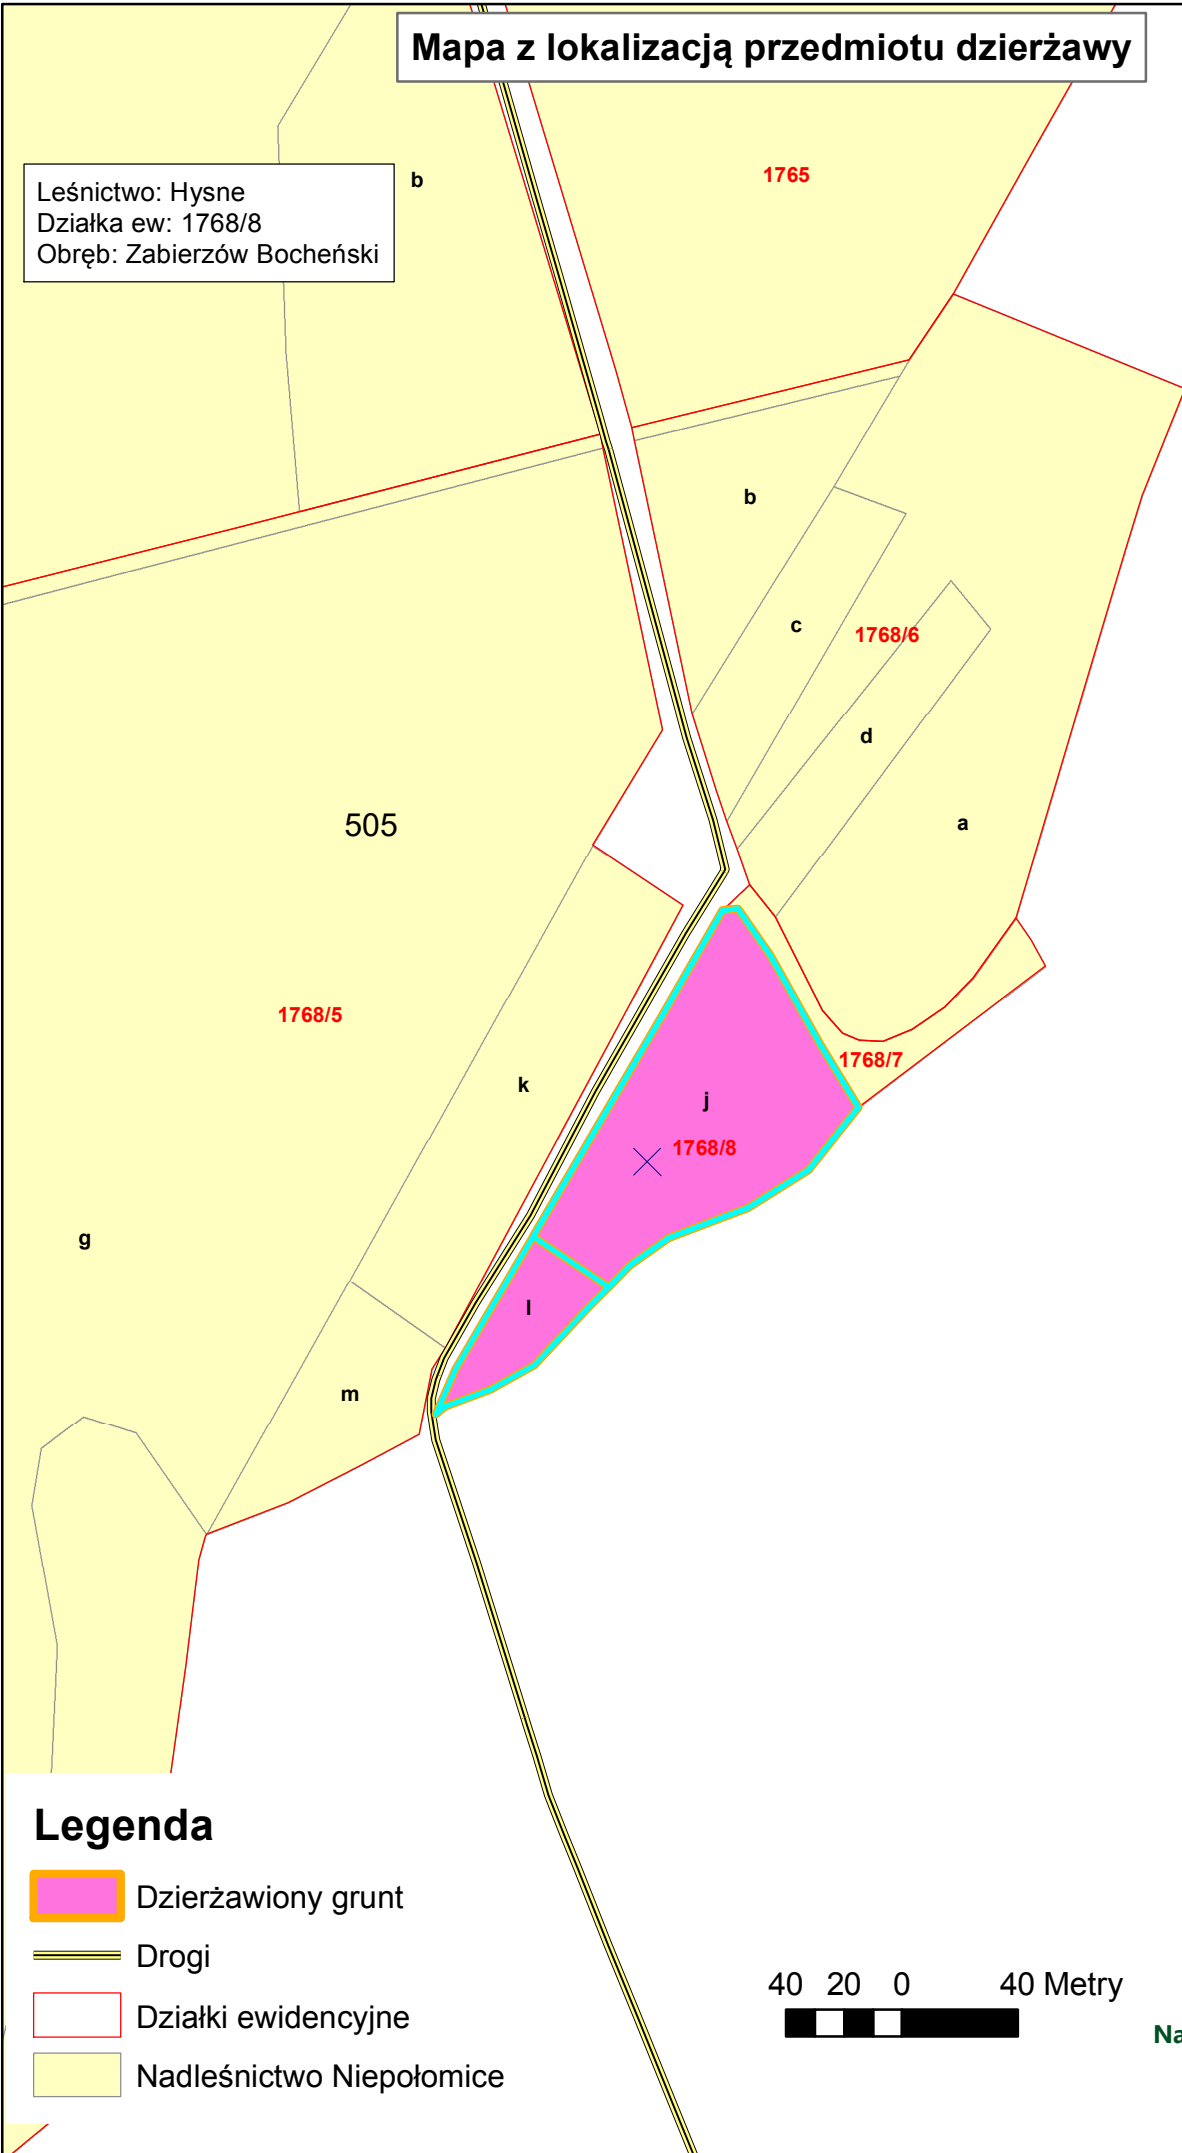 Mapa z lokalizacją przedmiotu dzierżawy
Leśnictwo: Hysne
Działka ew: 1768/8
Obręb: Zabierzów Bocheński
b
1765
b
c
1768/6
d
a
505
1768/5
1768/7
k
j
1768/8
g
l
m
Legenda
Dzierżawiony grunt
Drogi
Działki ewidencyjne
Nadleśnictwo Niepołomice
40 20 0 40 Metry
Na